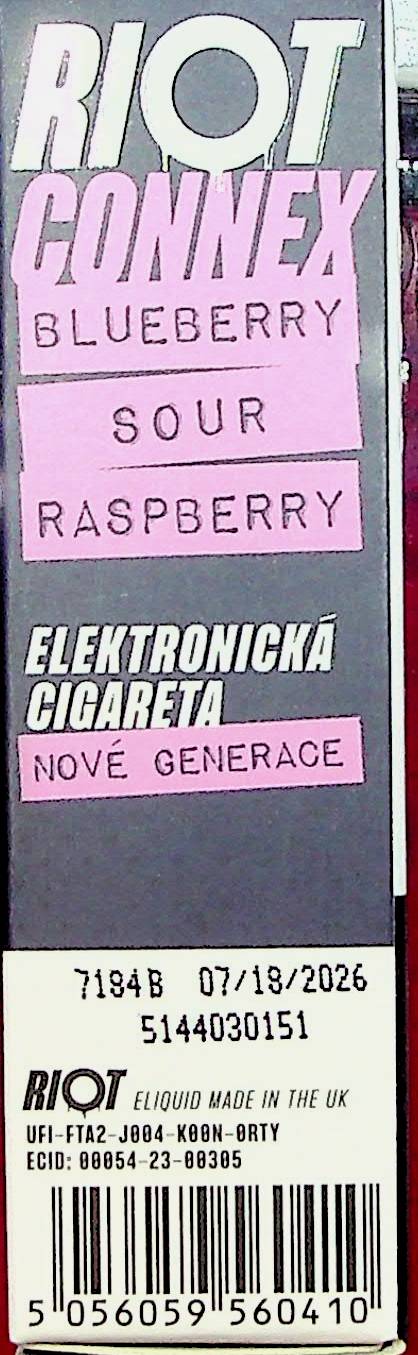 RIOT
CONNEX
BLUEBERRY
SOUR
RASPBERRY
ELEKTRONICKÁ
CIGARETA
NOVÉ GENERACE
7184B 07/18/2026
5144030151
RIOT ELIQUID MADE IN THE UK
UFI-FTA2-J004-K00N-0RTY
ECID: 00054-23-00305
5 056059 560410